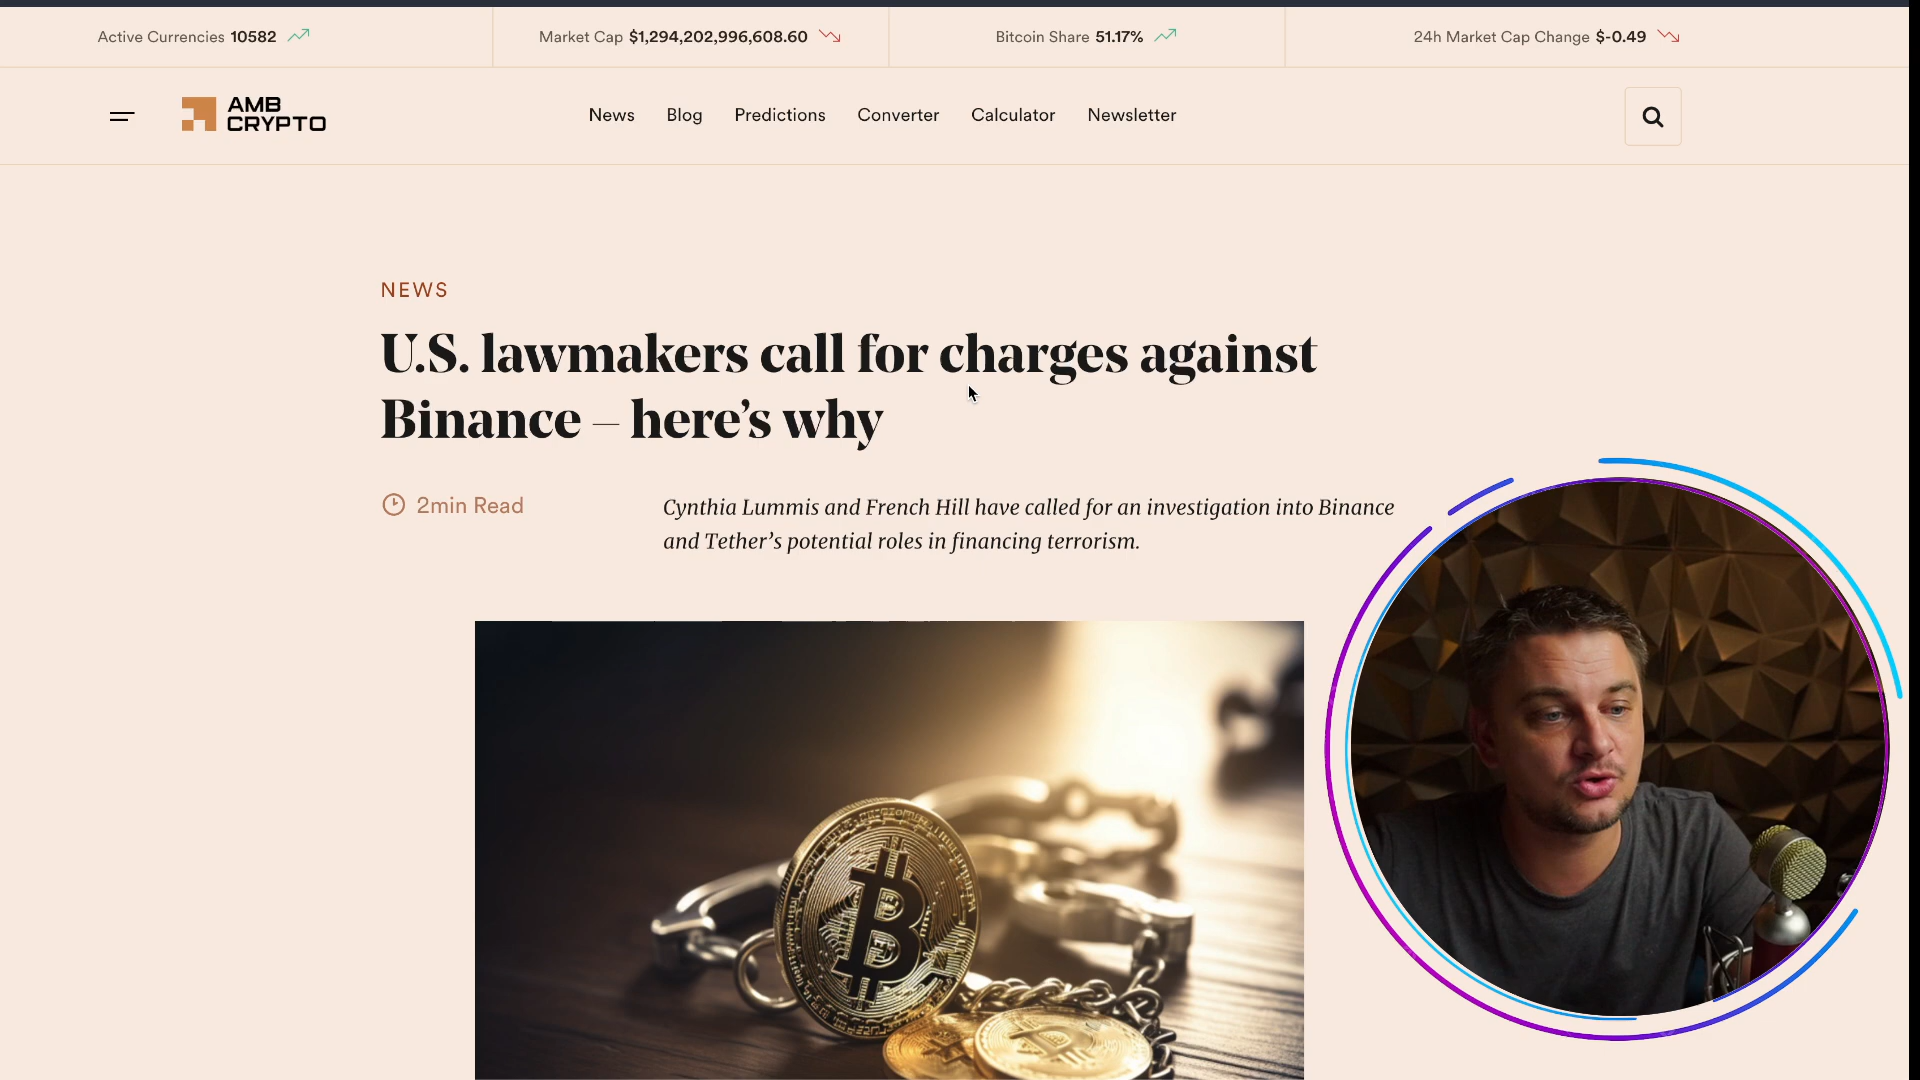 Active Currencies 10582
Market Cap $1,294,202,996,608.60
Bitcoin Share 51.17%
24h Market Cap Change $-0.49
AMB
CRYPTO
News
Blog
Predictions
Converter
Calculator
Newsletter
NEWS
U.S. lawmakers call for charges against
Binance – here’s why
2min Read
Cynthia Lummis and French Hill have called for an investigation into Binance
and Tether’s potential roles in financing terrorism.